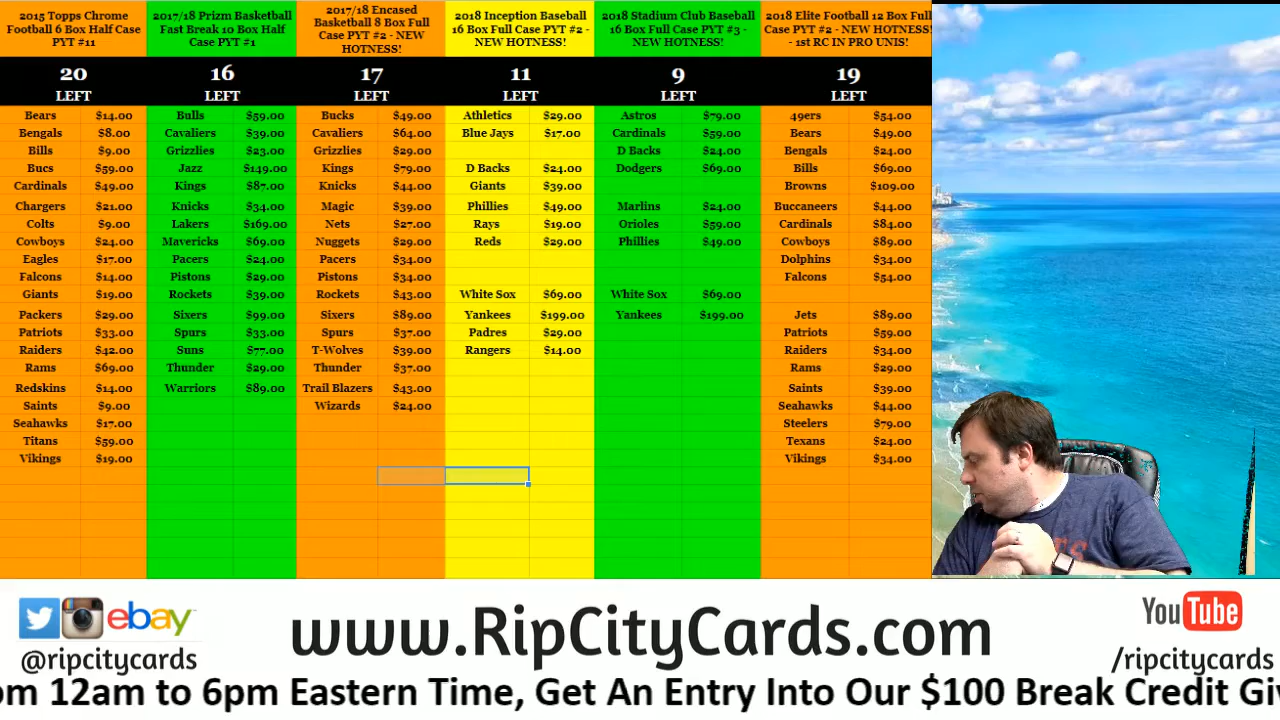 2015 Topps Chrome
Football 6 Box Half Case
PYT #11
20
LEFT
Bears $14.00
Bengals $8.00
Bills $9.00
Bucs $59.00
Cardinals $49.00
Chargers $21.00
Colts $9.00
Cowboys $24.00
Eagles $17.00
Falcons $14.00
Giants $19.00
Packers $29.00
Patriots $33.00
Raiders $42.00
Rams $69.00
Redskins $14.00
Saints $9.00
Seahawks $17.00
Titans $59.00
Vikings $19.00
2017/18 Prizm Basketball
Fast Break 10 Box Half
Case PYT #1
16
LEFT
Bulls $59.00
Cavaliers $39.00
Grizzlies $23.00
Jazz $149.00
Kings $87.00
Knicks $34.00
Lakers $169.00
Mavericks $69.00
Pacers $24.00
Pistons $29.00
Rockets $39.00
Sixers $99.00
Spurs $33.00
Suns $77.00
Thunder $29.00
Warriors $89.00
2017/18 Encased
Basketball 8 Box Full
Case PYT #2 - NEW
HOTNESS!
17
LEFT
Bucks $49.00
Cavaliers $64.00
Grizzlies $29.00
Kings $79.00
Knicks $44.00
Magic $39.00
Nets $27.00
Nuggets $29.00
Pacers $34.00
Pistons $34.00
Rockets $43.00
Sixers $89.00
Spurs $37.00
T-Wolves $39.00
Thunder $37.00
Trail Blazers $43.00
Wizards $24.00
2018 Inception Baseball
16 Box Full Case PYT #2 -
NEW HOTNESS!
11
LEFT
Athletics $29.00
Blue Jays $17.00
D Backs $24.00
Giants $39.00
Phillies $49.00
Rays $19.00
Reds $29.00
White Sox $69.00
Yankees $199.00
Padres $29.00
Rangers $14.00
2018 Stadium Club Baseball
16 Box Full Case PYT #3 -
NEW HOTNESS!
9
LEFT
Astros $79.00
Cardinals $59.00
D Backs $24.00
Dodgers $69.00
Marlins $24.00
Orioles $59.00
Phillies $49.00
White Sox $69.00
Yankees $199.00
2018 Elite Football 12 Box Full
Case PYT #2 - NEW HOTNESS!
- 1st RC IN PRO UNIS!
19
LEFT
49ers $54.00
Bears $49.00
Bengals $24.00
Bills $69.00
Browns $109.00
Buccaneers $44.00
Cardinals $84.00
Cowboys $89.00
Dolphins $34.00
Falcons $54.00
Jets $89.00
Patriots $59.00
Raiders $34.00
Rams $29.00
Saints $39.00
Seahawks $44.00
Steelers $79.00
Texans $24.00
Vikings $34.00
ebay
@ripcitycards
www.RipCityCards.com
YouTube
/ripcitycards
om 12am to 6pm Eastern Time, Get An Entry Into Our $100 Break Credit Giv